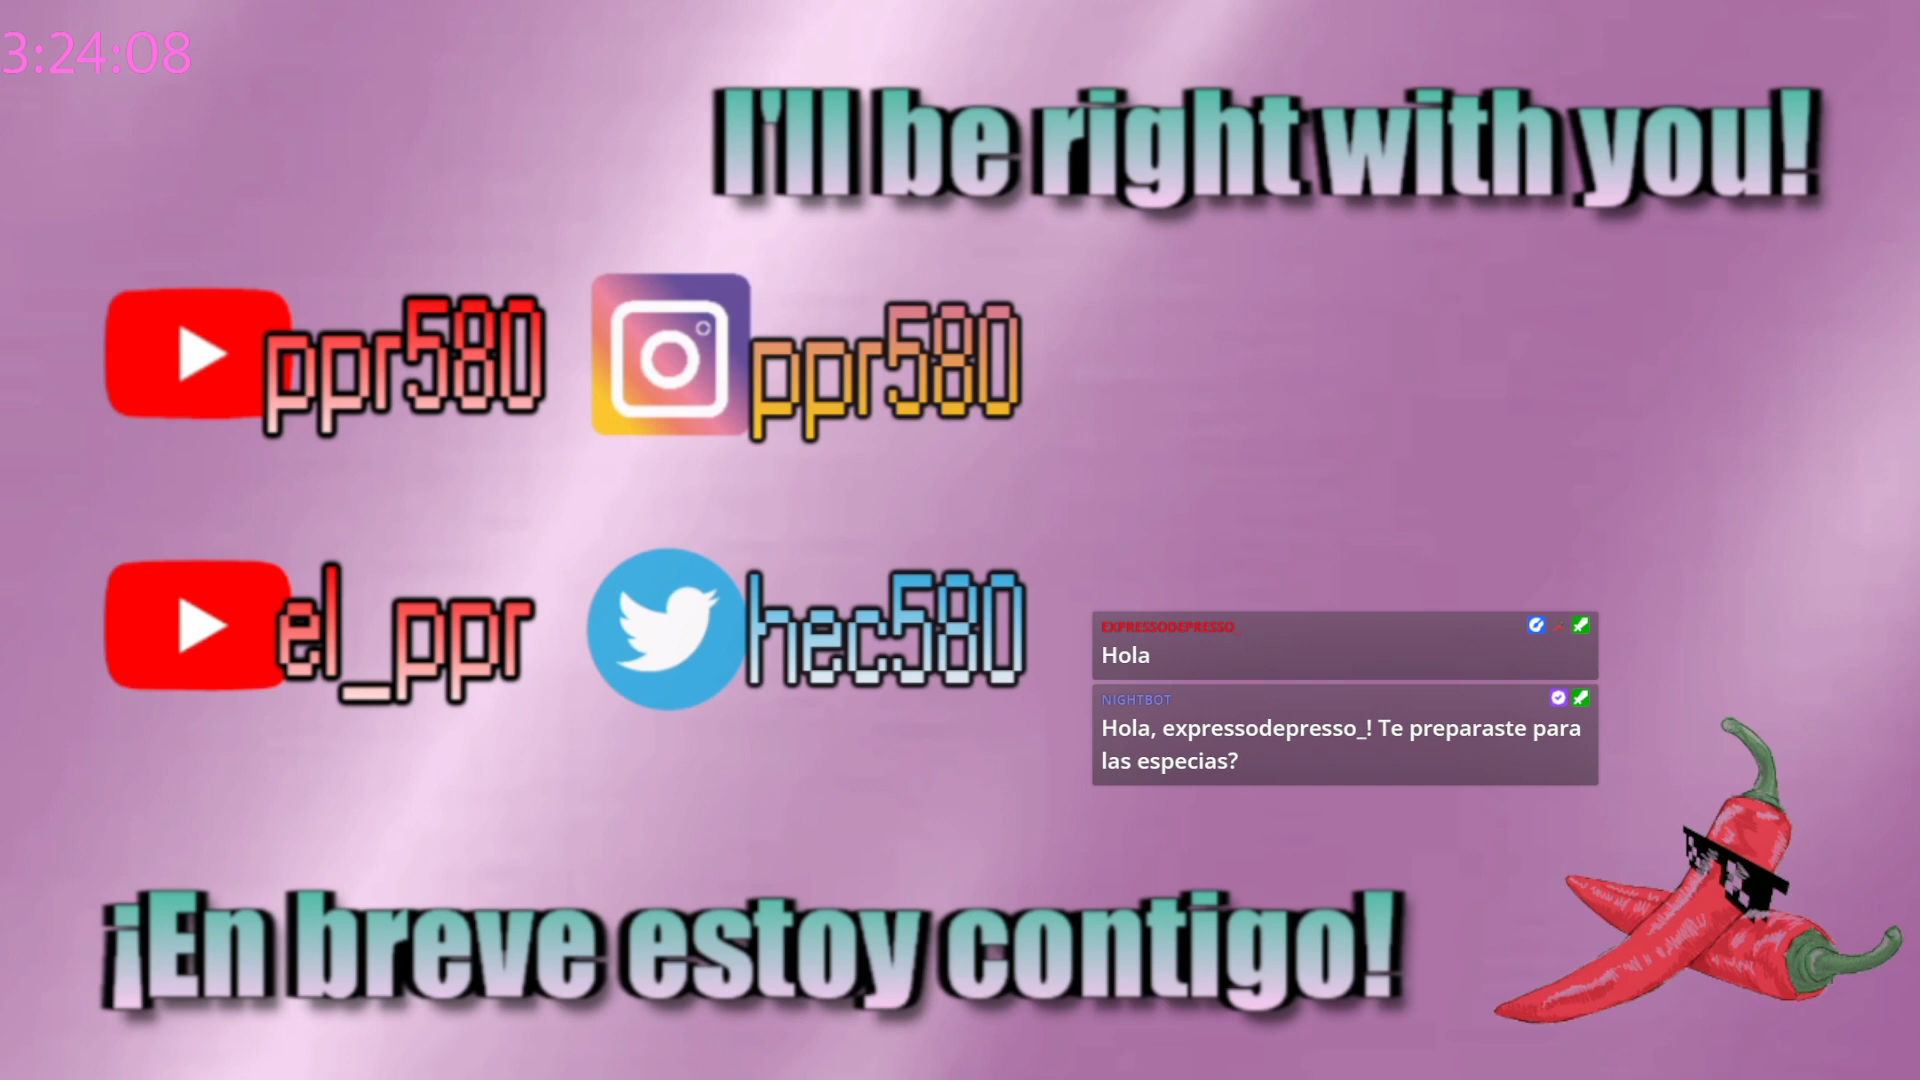 3:24:08
I'll be right with you!
ppr580
ppr580
el_ppr
hec580
EXPRESSODEPRESSO_
Hola
NIGHTBOT
Hola, expressodepresso_! Te preparaste para
las especias?
¡En breve estoy contigo!